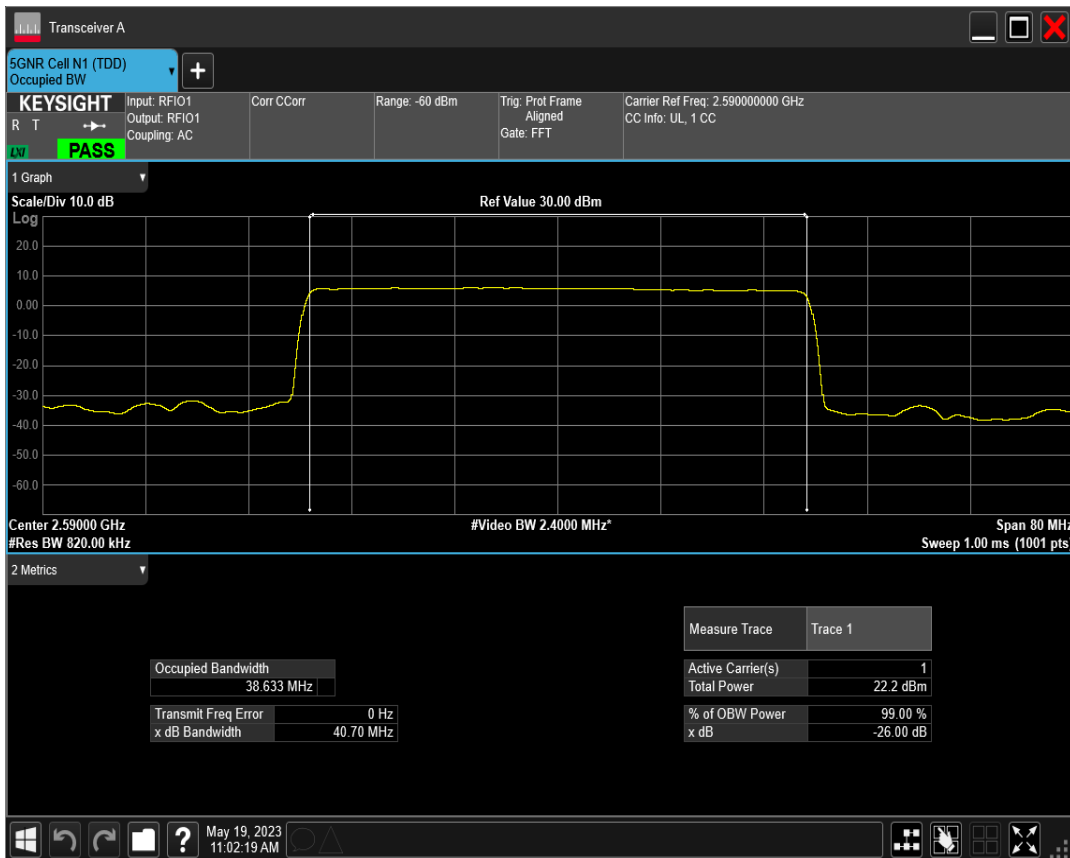 Transceiver A
5GNR Cell N1 (TDD)
Occupied BW
+
KEYSIGHT
R T
LXI
PASS
Input: RFIO1
Output: RFIO1
Coupling: AC
Corr CCorr
Range: -60 dBm
Trig: Prot Frame
Aligned
Gate: FFT
Carrier Ref Freq: 2.590000000 GHz
CC Info: UL, 1 CC
1 Graph
Scale/Div 10.0 dB
Ref Value 30.00 dBm
Log
20.0
10.0
0.00
-10.0
-20.0
-30.0
-40.0
-50.0
-60.0
Center 2.59000 GHz
#Video BW 2.4000 MHz*
Span 80 MHz
#Res BW 820.00 kHz
Sweep 1.00 ms (1001 pts)
2 Metrics
Measure Trace Trace 1
Occupied Bandwidth
38.633 MHz
Active Carrier(s) 1
Total Power 22.2 dBm
Transmit Freq Error 0 Hz
x dB Bandwidth 40.70 MHz
% of OBW Power 99.00 %
x dB -26.00 dB
?
May 19, 2023
11:02:19 AM